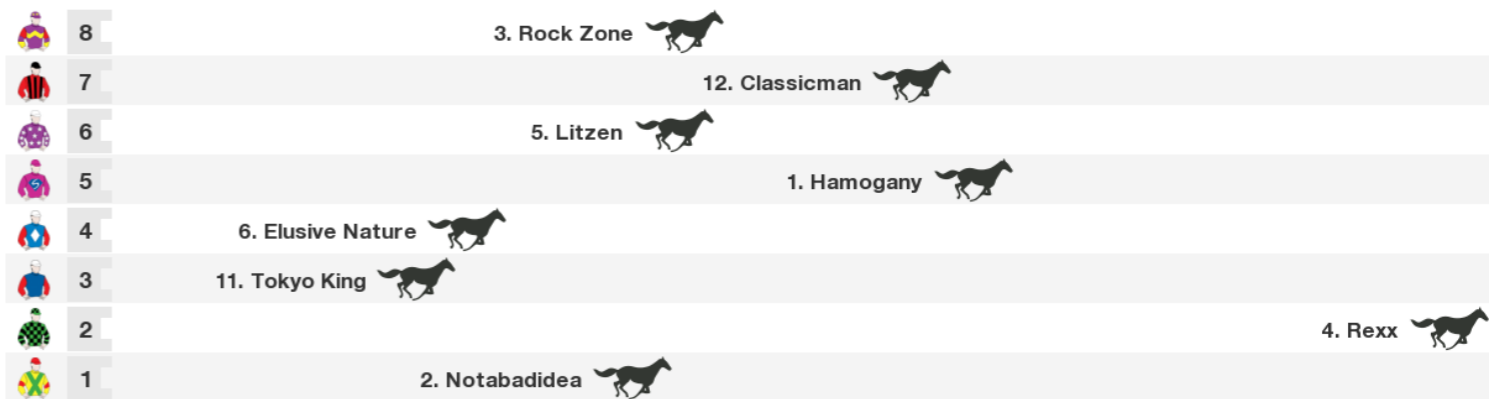 8 3. Rock Zone
7 12. Classicman
6 5. Litzen
5 1. Hamogany
4 6. Elusive Nature
3 11. Tokyo King
2 4. Rexx
1 2. Notabadidea